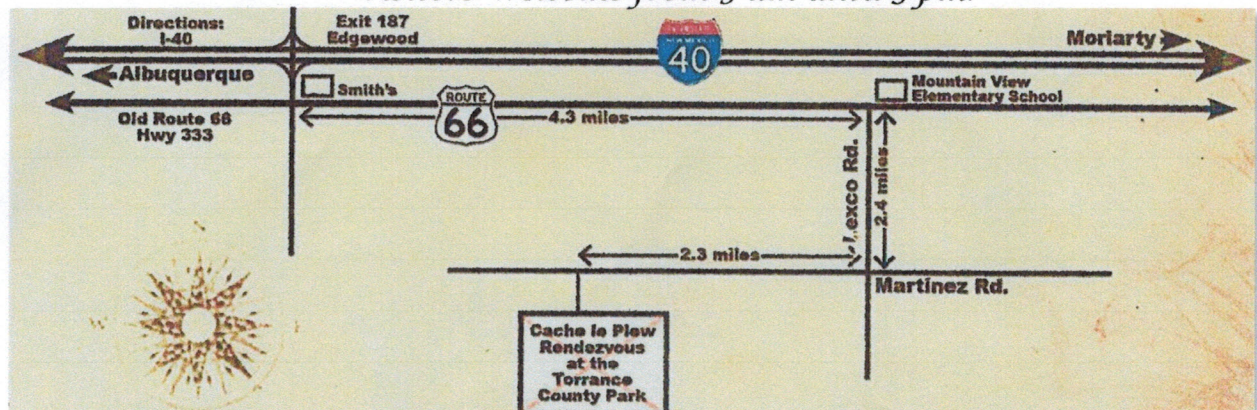 Directions:
I-40
Exit 187
Edgewood
Moriarty
Albuquerque
NEW MEXICO
40
Smith's
Mountain View
Elementary School
ROUTE
66
Old Route 66
Hwy 333
4.3 miles
2.4 miles
2.3 miles
Martinez Rd.
Cache le Plew
Rendezvous
at the
Torrance
County Park
W